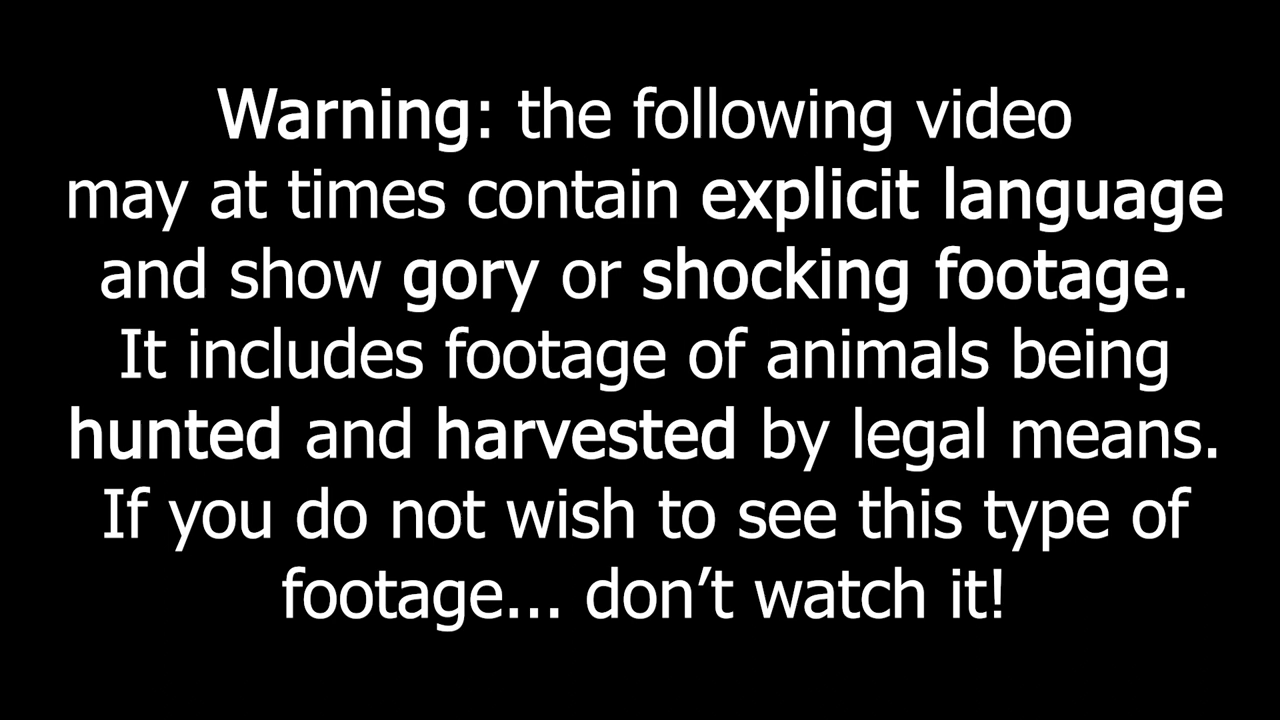 Warning: the following video
may at times contain explicit language
and show gory or shocking footage.
It includes footage of animals being
hunted and harvested by legal means.
If you do not wish to see this type of
footage... don’t watch it!